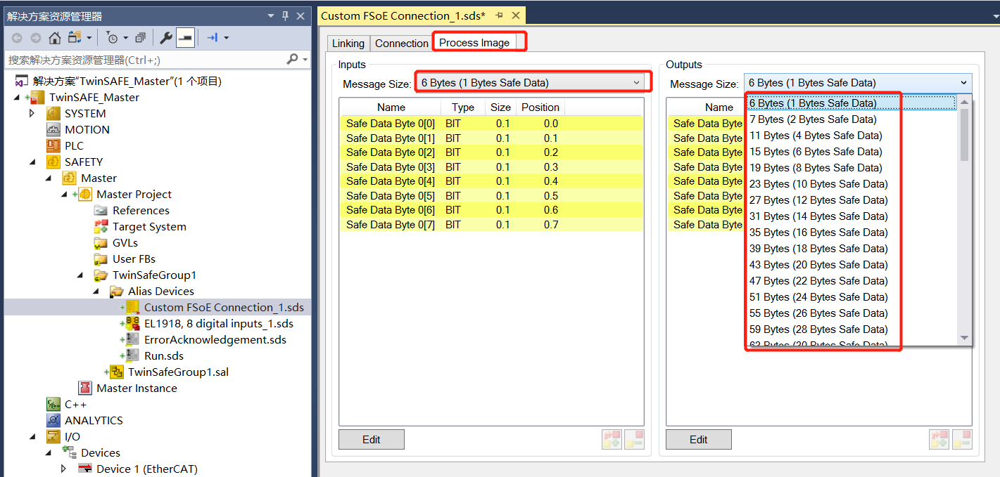 解决方案资源管理器
搜索解决方案资源管理器(Ctrl+;)
解决方案"TwinSAFE_Master"(1 个项目)
TwinSAFE_Master
SYSTEM
MOTION
PLC
SAFETY
Master
Master Project
References
Target System
GVLs
User FBs
TwinSafeGroup1
Alias Devices
Custom FSoE Connection_1.sds
EL1918, 8 digital inputs_1.sds
ErrorAcknowledgement.sds
Run.sds
TwinSafeGroup1.sal
Master Instance
C++
ANALYTICS
I/O
Devices
Device 1 (EtherCAT)
Custom FSoE Connection_1.sds*
Linking Connection Process Image
Inputs
Message Size: 6 Bytes (1 Bytes Safe Data)
Name Type Size Position
Safe Data Byte 0[0] BIT 0.1 0.0
Safe Data Byte 0[1] BIT 0.1 0.1
Safe Data Byte 0[2] BIT 0.1 0.2
Safe Data Byte 0[3] BIT 0.1 0.3
Safe Data Byte 0[4] BIT 0.1 0.4
Safe Data Byte 0[5] BIT 0.1 0.5
Safe Data Byte 0[6] BIT 0.1 0.6
Safe Data Byte 0[7] BIT 0.1 0.7
Edit
Outputs
Message Size: 6 Bytes (1 Bytes Safe Data)
Name
Safe Data Byte
Safe Data Byte
Safe Data Byte
Safe Data Byte
Safe Data Byte
Safe Data Byte
Safe Data Byte
Safe Data Byte
6 Bytes (1 Bytes Safe Data)
7 Bytes (2 Bytes Safe Data)
11 Bytes (4 Bytes Safe Data)
15 Bytes (6 Bytes Safe Data)
19 Bytes (8 Bytes Safe Data)
23 Bytes (10 Bytes Safe Data)
27 Bytes (12 Bytes Safe Data)
31 Bytes (14 Bytes Safe Data)
35 Bytes (16 Bytes Safe Data)
39 Bytes (18 Bytes Safe Data)
43 Bytes (20 Bytes Safe Data)
47 Bytes (22 Bytes Safe Data)
51 Bytes (24 Bytes Safe Data)
55 Bytes (26 Bytes Safe Data)
59 Bytes (28 Bytes Safe Data)
63 Bytes (30 Bytes Safe Data)
Edit